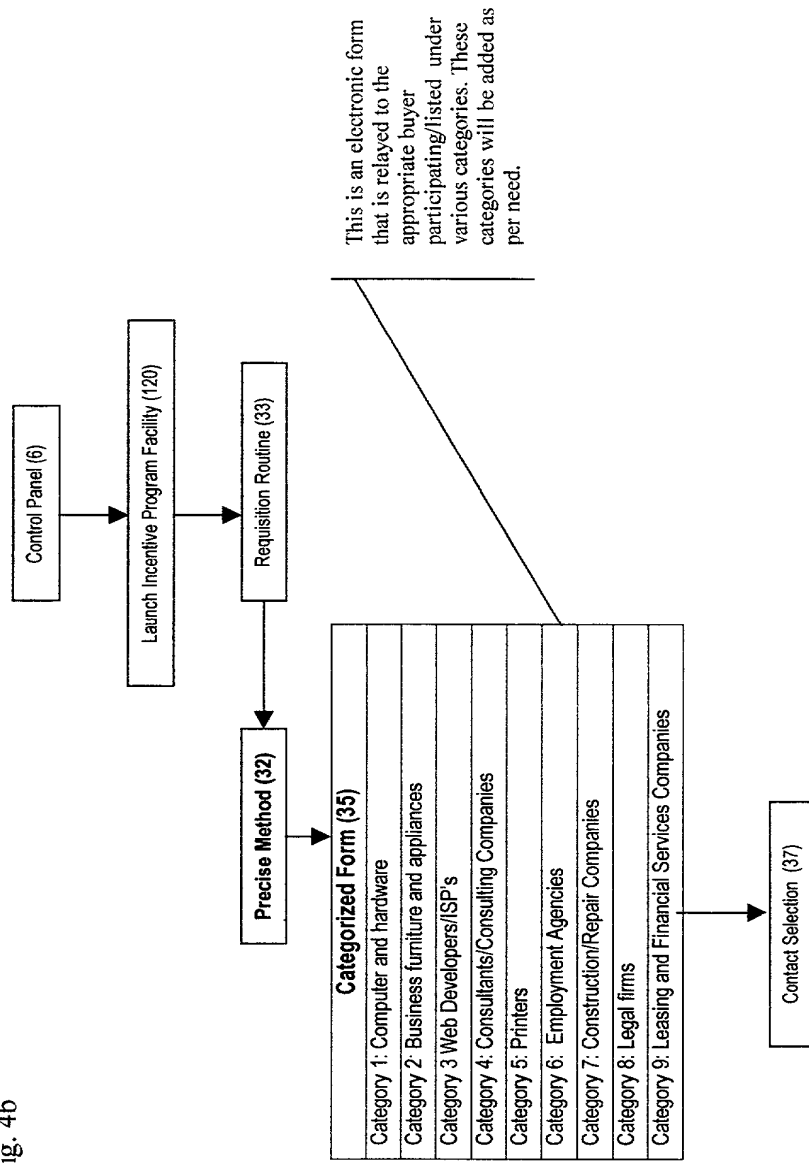 ig. 4b
Control Panel (6)
Launch Incentive Program Facility (120)
Requisition Routine (33)
Precise Method (32)
Categorized Form (35)
Category 1: Computer and hardware
Category 2: Business furniture and appliances
Category 3 Web Developers/ISP's
Category 4: Consultants/Consulting Companies
Category 5: Printers
Category 6: Employment Agencies
Category 7: Construction/Repair Companies
Category 8: Legal firms
Category 9: Leasing and Financial Services Companies
Contact Selection (37)
This is an electronic form
that is relayed to the
appropriate buyer
participating/listed under
various categories. These
categories will be added as
per need.